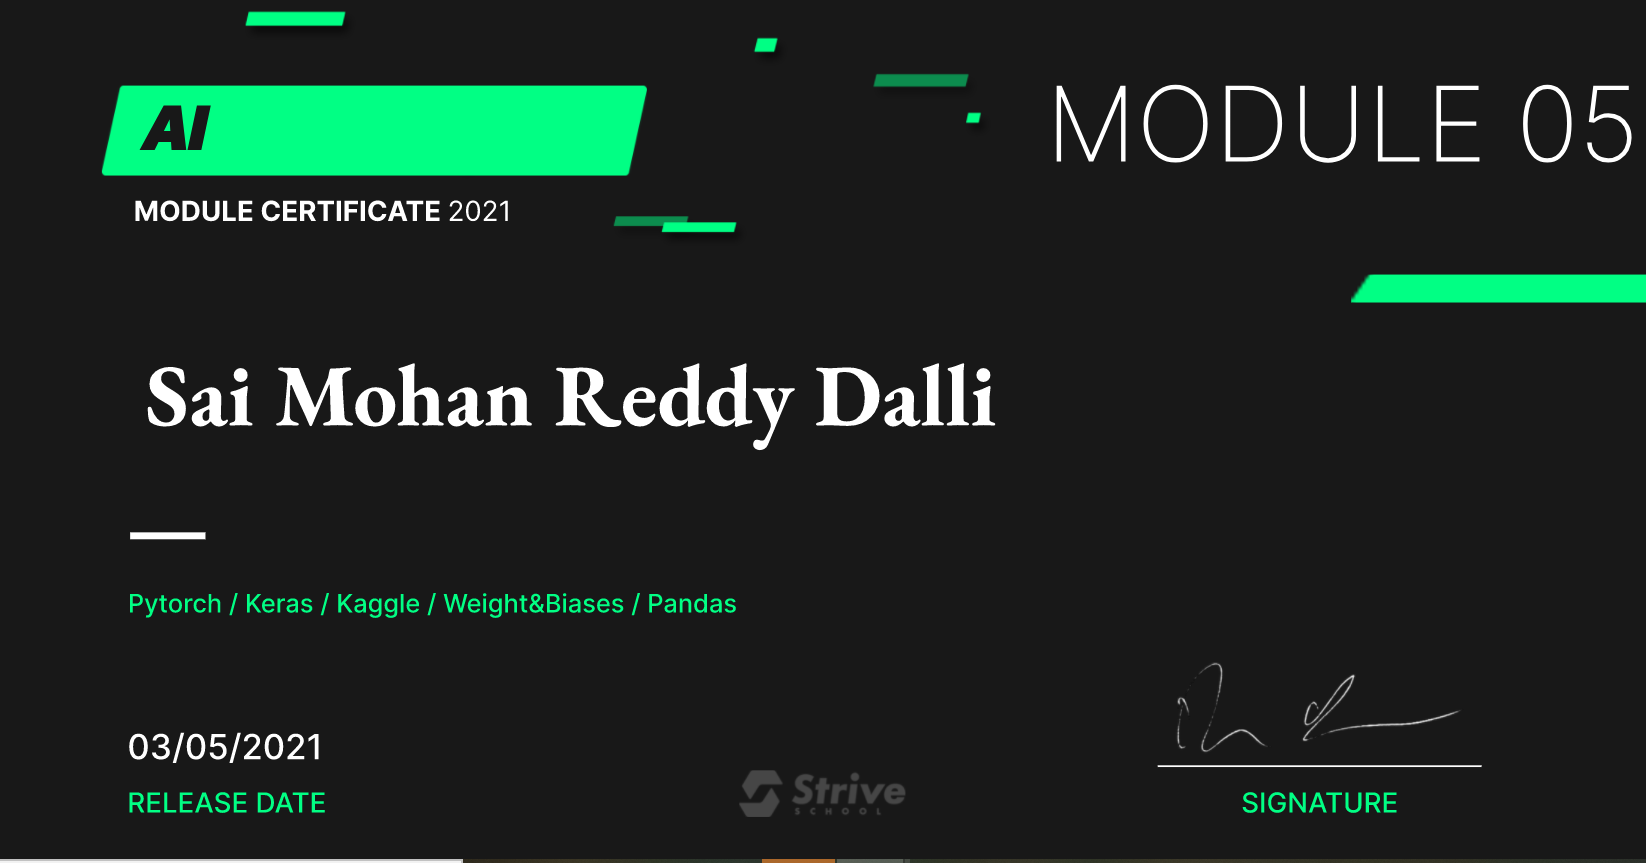 AI
MODULE 05
MODULE CERTIFICATE 2021
Sai Mohan Reddy Dalli
Pytorch / Keras / Kaggle / Weight&Biases / Pandas
03/05/2021
RELEASE DATE
Strive
SCHOOL
SIGNATURE